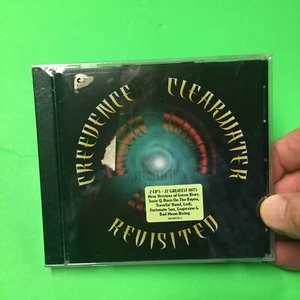 CREEDENCE CLEARWATER
RECOLLECTION
REVISITED
2 CD'S - 22 GREATEST HITS
New Versions of Green River,
Suzie Q, Born On The Bayou,
Travelin' Band, Lodi,
Fortunate Son, Grapevine &
Bad Moon Rising